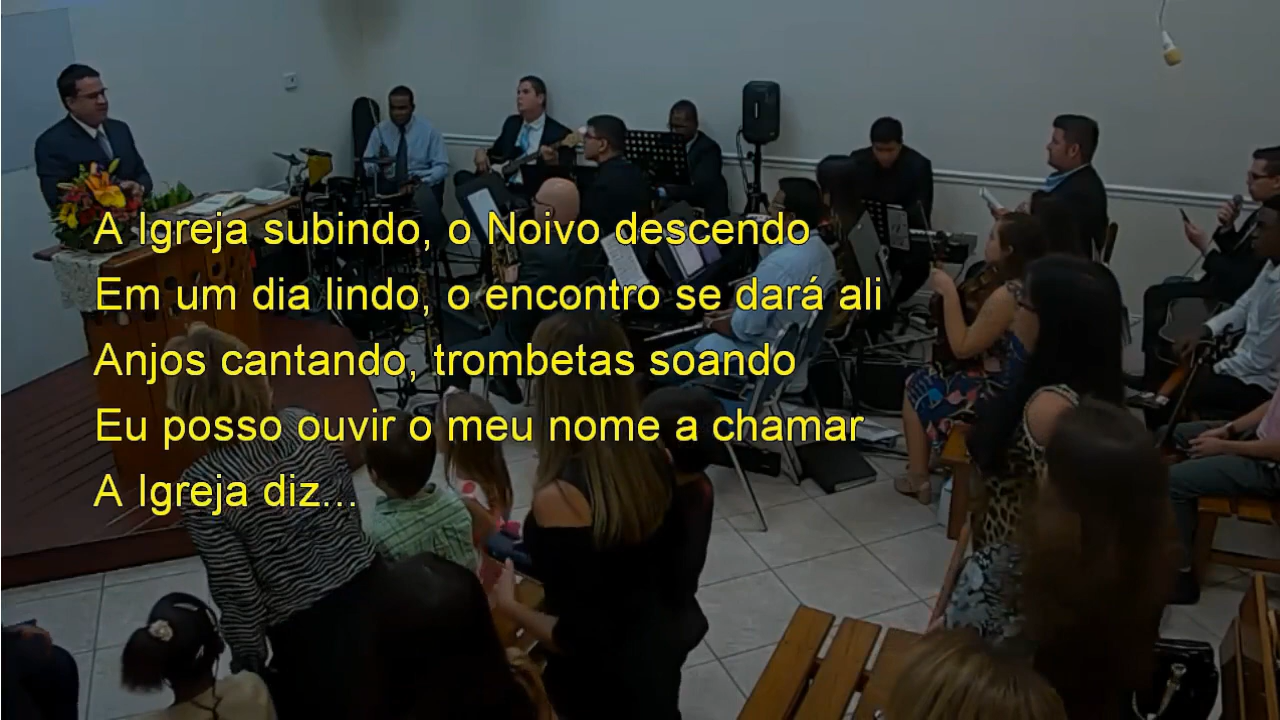 A Igreja subindo, o Noivo descendo
Em um dia lindo, o encontro se dará ali
Anjos cantando, trombetas soando
Eu posso ouvir o meu nome a chamar
A Igreja diz...